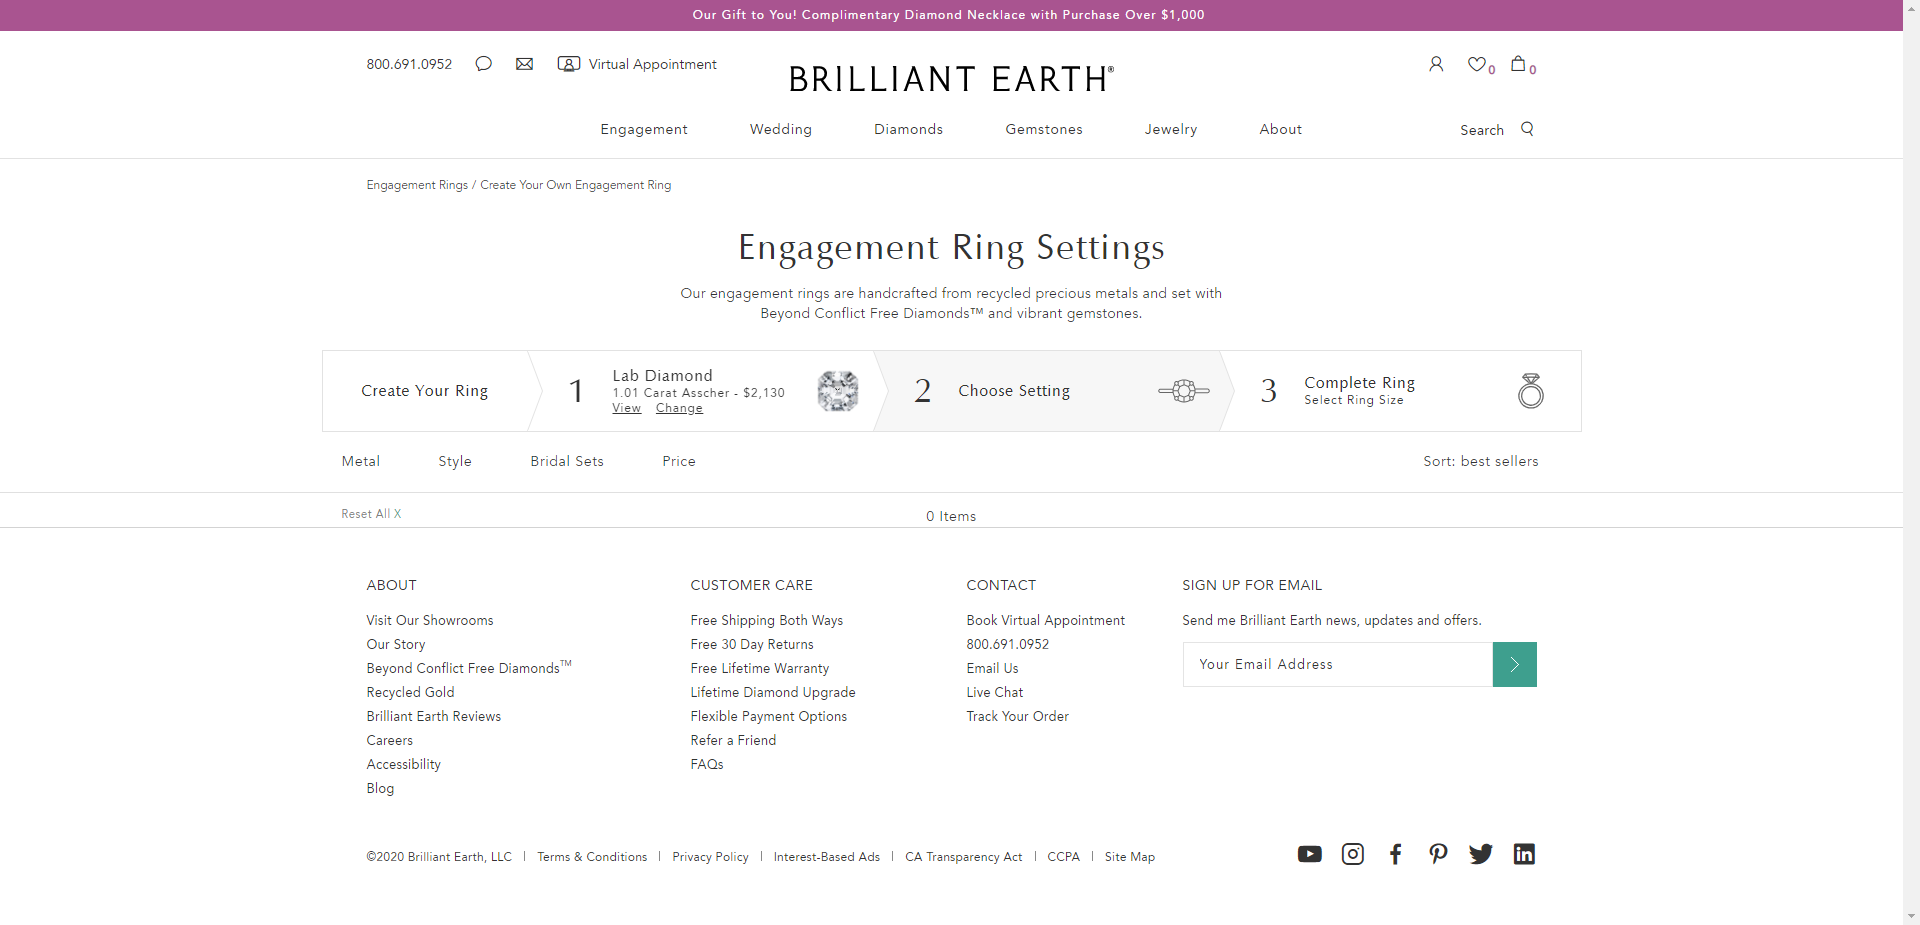 Our Gift to You! Complimentary Diamond Necklace with Purchase Over $1,000
800.691.0952
Virtual Appointment
BRILLIANT EARTH®
0
0
Engagement
Wedding
Diamonds
Gemstones
Jewelry
About
Search
Engagement Rings / Create Your Own Engagement Ring
Engagement Ring Settings
Our engagement rings are handcrafted from recycled precious metals and set with
Beyond Conflict Free Diamonds™ and vibrant gemstones.
Create Your Ring
1
Lab Diamond
1.01 Carat Asscher - $2,130
View Change
2
Choose Setting
3
Complete Ring
Select Ring Size
Metal
Style
Bridal Sets
Price
Sort: best sellers
Reset All X
0 Items
ABOUT
Visit Our Showrooms
Our Story
Beyond Conflict Free Diamonds™
Recycled Gold
Brilliant Earth Reviews
Careers
Accessibility
Blog
CUSTOMER CARE
Free Shipping Both Ways
Free 30 Day Returns
Free Lifetime Warranty
Lifetime Diamond Upgrade
Flexible Payment Options
Refer a Friend
FAQs
CONTACT
Book Virtual Appointment
800.691.0952
Email Us
Live Chat
Track Your Order
SIGN UP FOR EMAIL
Send me Brilliant Earth news, updates and offers.
Your Email Address
©2020 Brilliant Earth, LLC | Terms & Conditions | Privacy Policy | Interest-Based Ads | CA Transparency Act | CCPA | Site Map